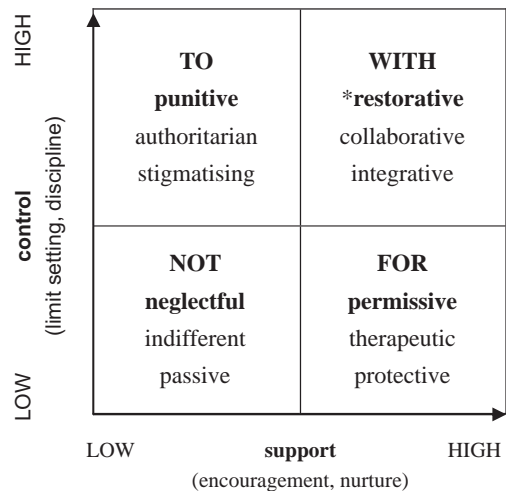 HIGH
control
(limit setting, discipline)
LOW
TO
punitive
authoritarian
stigmatising
WITH
*restorative
collaborative
integrative
NOT
neglectful
indifferent
passive
FOR
permissive
therapeutic
protective
LOW support HIGH
(encouragement, nurture)